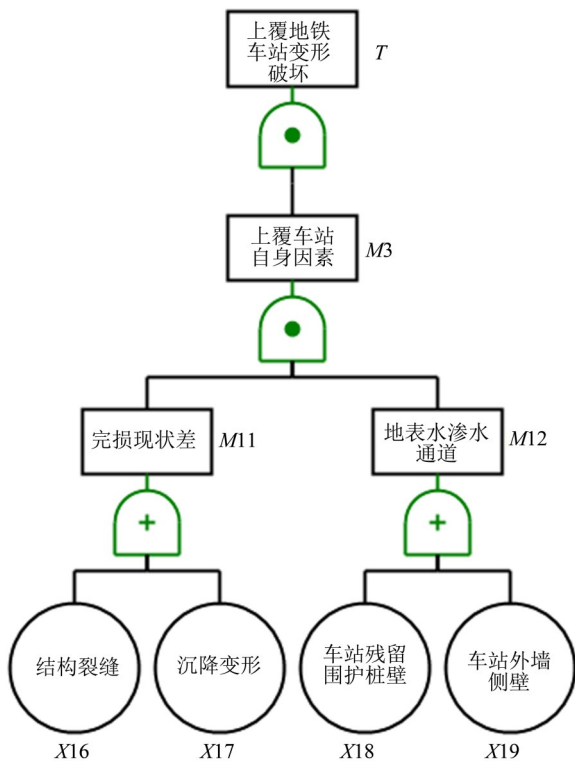 上覆地铁
车站变形
破坏
T
上覆车站
自身因素
M3
完损现状差
M11
地表水渗水
通道
M12
+
+
结构裂缝
沉降变形
车站残留
围护桩壁
车站外墙
侧壁
X16
X17
X18
X19